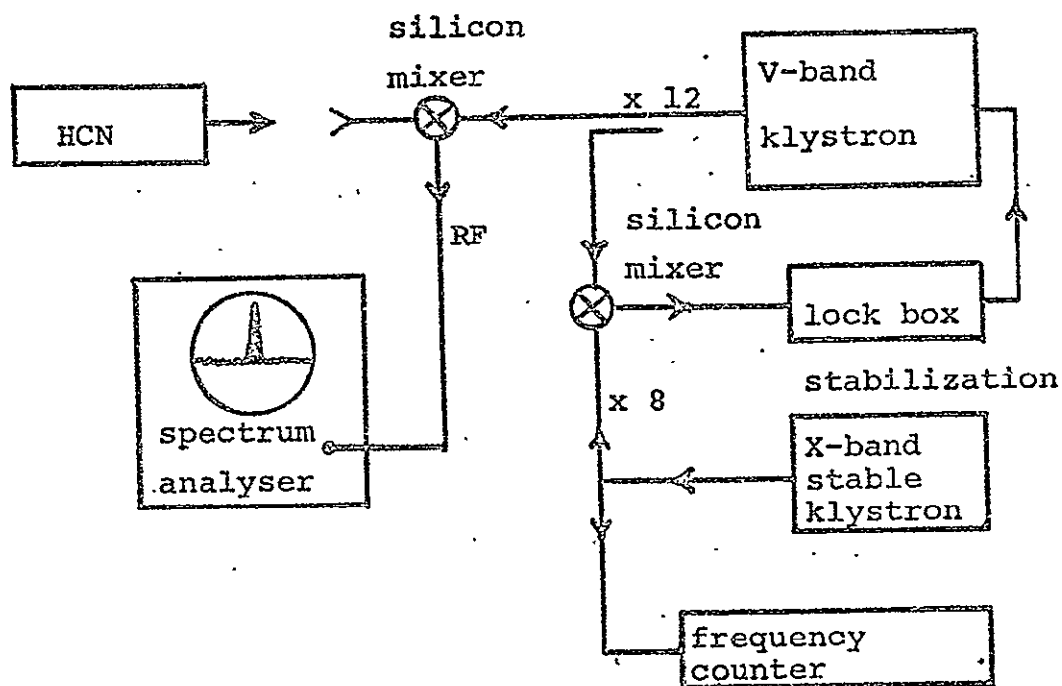 silicon
mixer
HCN
x 12
V-band
klystron
RF
silicon
mixer
lock box
stabilization
x 8
spectrum
analyser
X-band
stable
klystron
frequency
counter